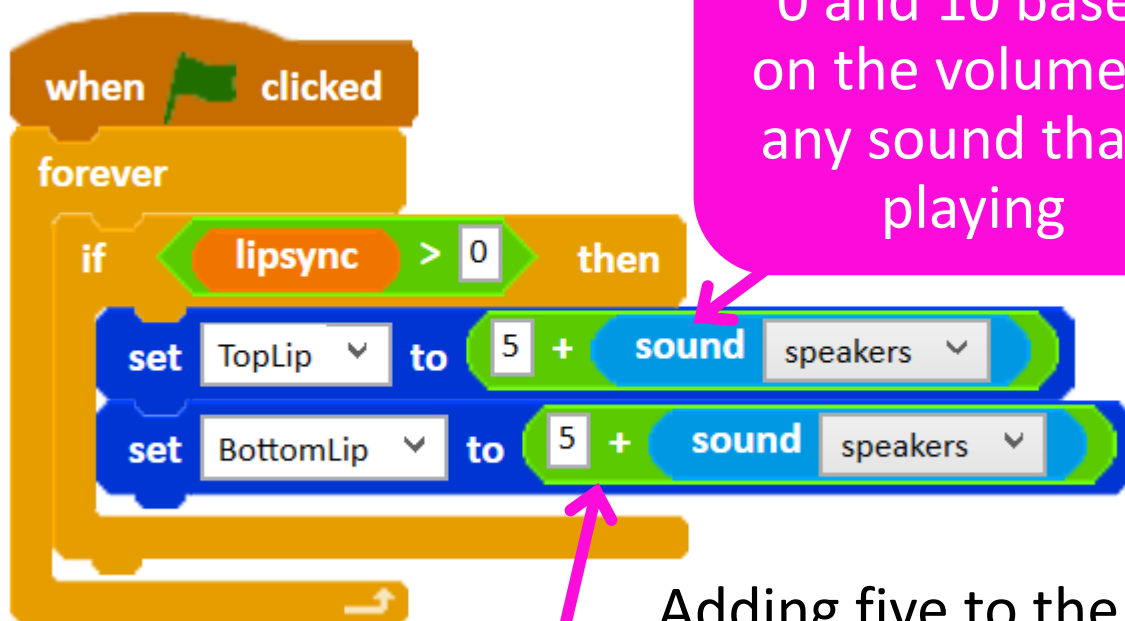 0 and 10 base
on the volume
any sound tha
playing
when clicked
forever
if lipsync > 0 then
set TopLip to 5 + sound speakers
set BottomLip to 5 + sound speakers
Adding five to the